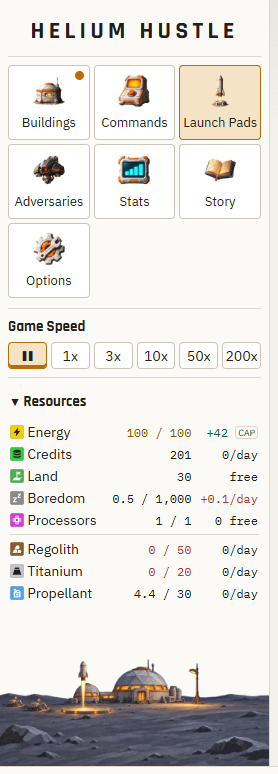 HELIUM HUSTLE
Buildings Commands Launch Pads
Adversaries Stats Story
Options
Game Speed
1x 3x 10x 50x 200x
▼ Resources
Energy 100 / 100 +42 CAP
Credits 201 0/day
Land 30 free
Boredom 0.5 / 1,000 +0.1/day
Processors 1 / 1 0 free
Regolith 0 / 50 0/day
Titanium 0 / 20 0/day
Propellant 4.4 / 30 0/day